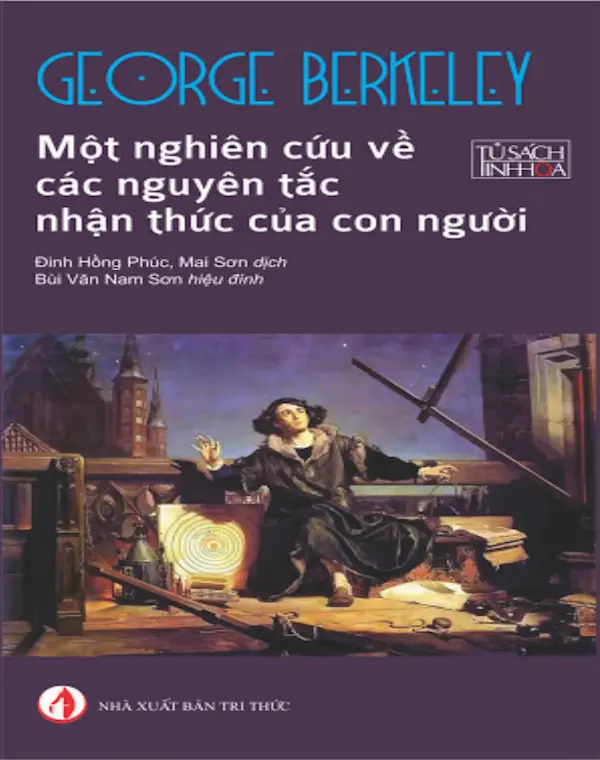 GEORGE BERKELEY
Một nghiên cứu về
các nguyên tắc
nhận thức của con người
TỦ SÁCH
TINH HOA
Đinh Hồng Phúc, Mai Sơn dịch
Bùi Văn Nam Sơn hiệu đính
NHÀ XUẤT BẢN TRI THỨC